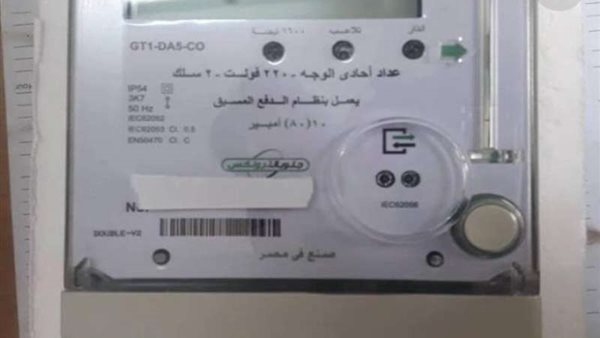 إنذار
تلاعب
١٦٠٠ نبضة
GT1-DA5-CO
عداد أحادى الوجه - ٢٢٠ فولت - ٢ سلك
يعمل بنظام الدفع المسبق
١٠(٨٠) أمبير
IP54
3K7
50 Hz
IEC62052
IEC62053 Cl. 0.5
EN50470 Cl. C
جلوبالترونكس
IEC62056
DOUBLE-V2
صنع فى مصر